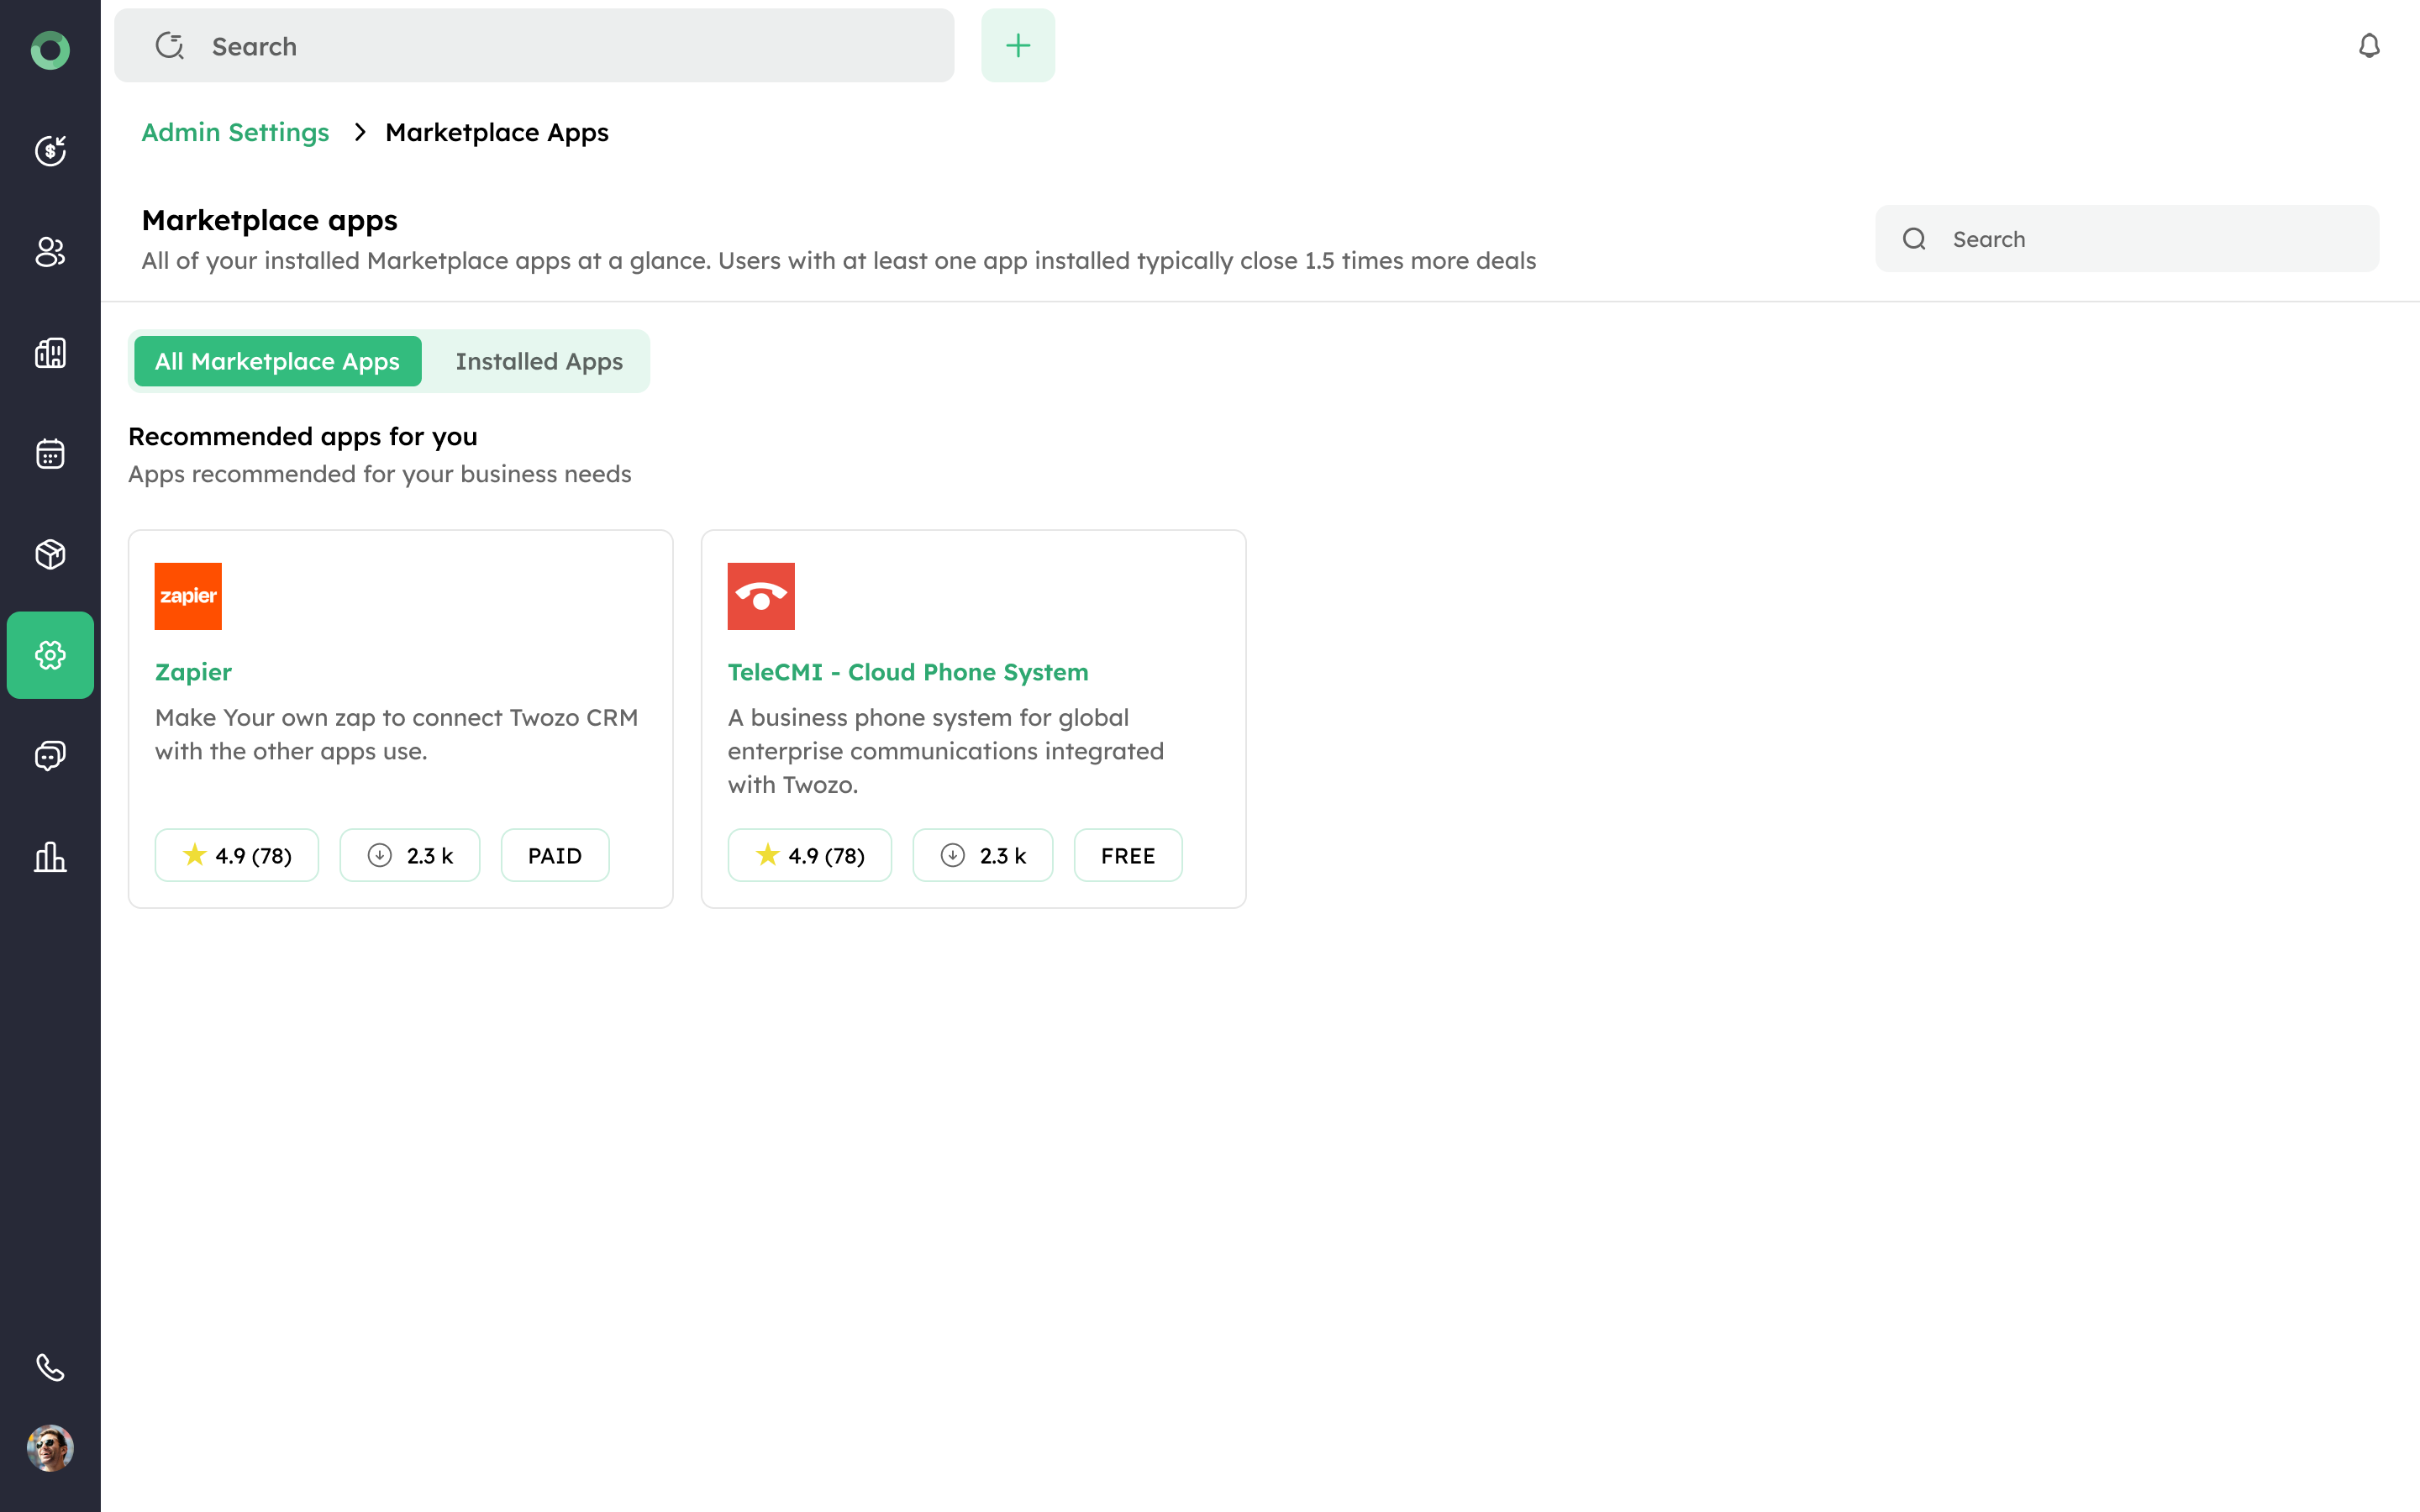 Search
Admin Settings > Marketplace Apps
Marketplace apps
All of your installed Marketplace apps at a glance. Users with at least one app installed typically close 1.5 times more deals
Search
All Marketplace Apps
Installed Apps
Recommended apps for you
Apps recommended for your business needs
zapier
Zapier
Make Your own zap to connect Twozo CRM
with the other apps use.
4.9 (78)
2.3 k
PAID
TeleCMI - Cloud Phone System
A business phone system for global
enterprise communications integrated
with Twozo.
4.9 (78)
2.3 k
FREE